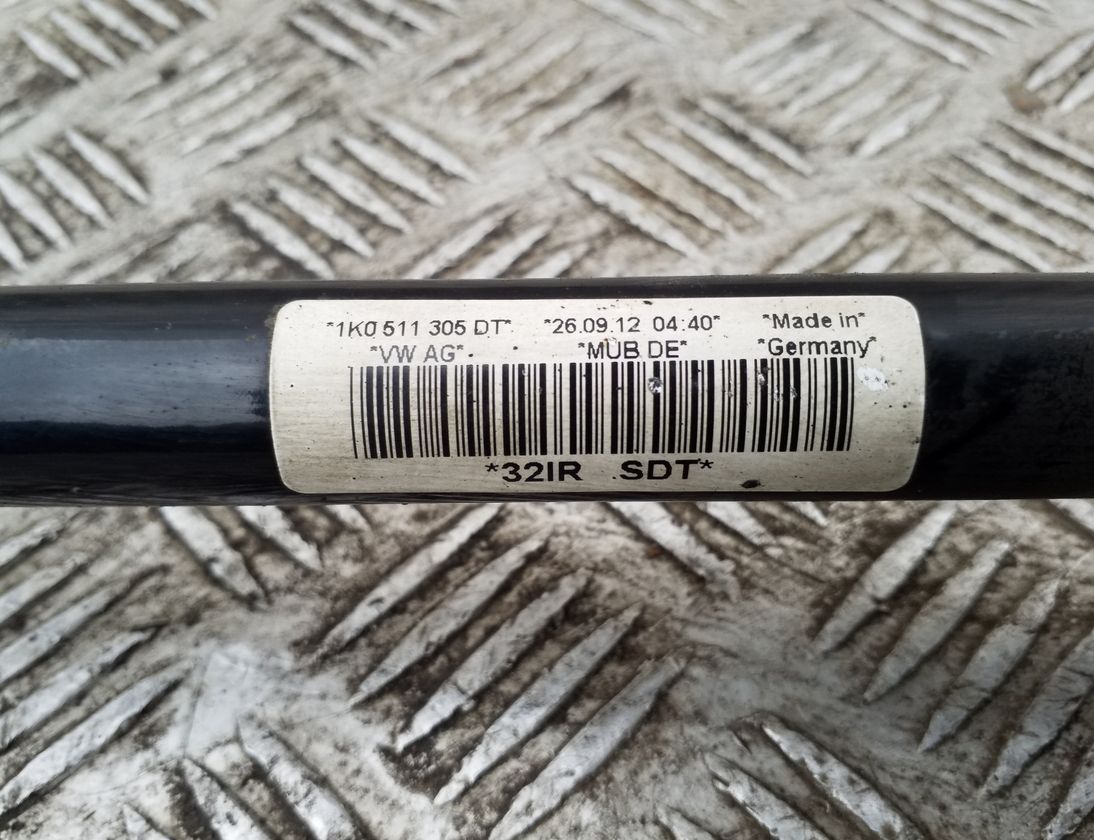 *1K0 511 305 DT* *26.09.12 04:40* *Made in*
*VW AG* *MUB DE* *Germany*
*32IR SDT*